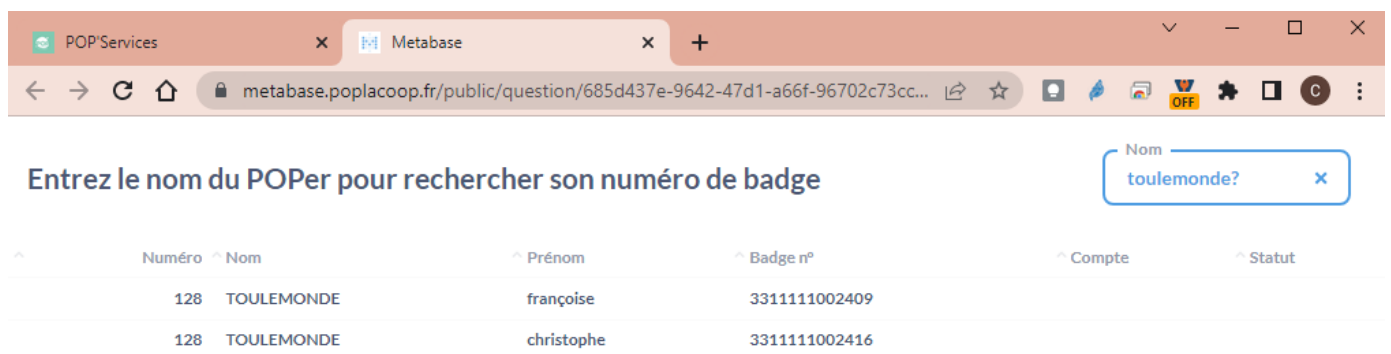 POP'Services
Metabase
metabase.poplacoop.fr/public/question/685d437e-9642-47d1-a66f-96702c73cc...
OFF
C
Entrez le nom du POPer pour rechercher son numéro de badge
Nom
toulemonde?
Numéro Nom Prénom Badge nº Compte Statut
128 TOULEMONDE françoise 3311111002409
128 TOULEMONDE christophe 3311111002416